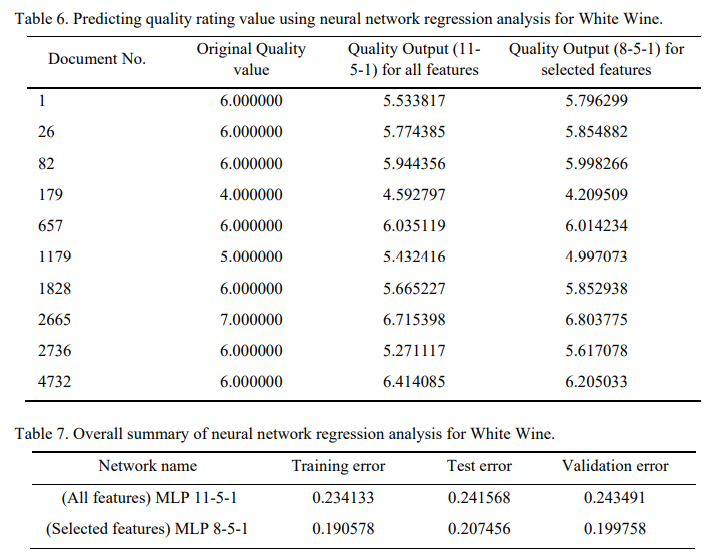 Table 6. Predicting quality rating value using neural network regression analysis for White Wine.
Document No. Original Quality value Quality Output (11-5-1) for all features Quality Output (8-5-1) for selected features
1 6.000000 5.533817 5.796299
26 6.000000 5.774385 5.854882
82 6.000000 5.944356 5.998266
179 4.000000 4.592797 4.209509
657 6.000000 6.035119 6.014234
1179 5.000000 5.432416 4.997073
1828 6.000000 5.665227 5.852938
2665 7.000000 6.715398 6.803775
2736 6.000000 5.271117 5.617078
4732 6.000000 6.414085 6.205033
Table 7. Overall summary of neural network regression analysis for White Wine.
Network name Training error Test error Validation error
(All features) MLP 11-5-1 0.234133 0.241568 0.243491
(Selected features) MLP 8-5-1 0.190578 0.207456 0.199758